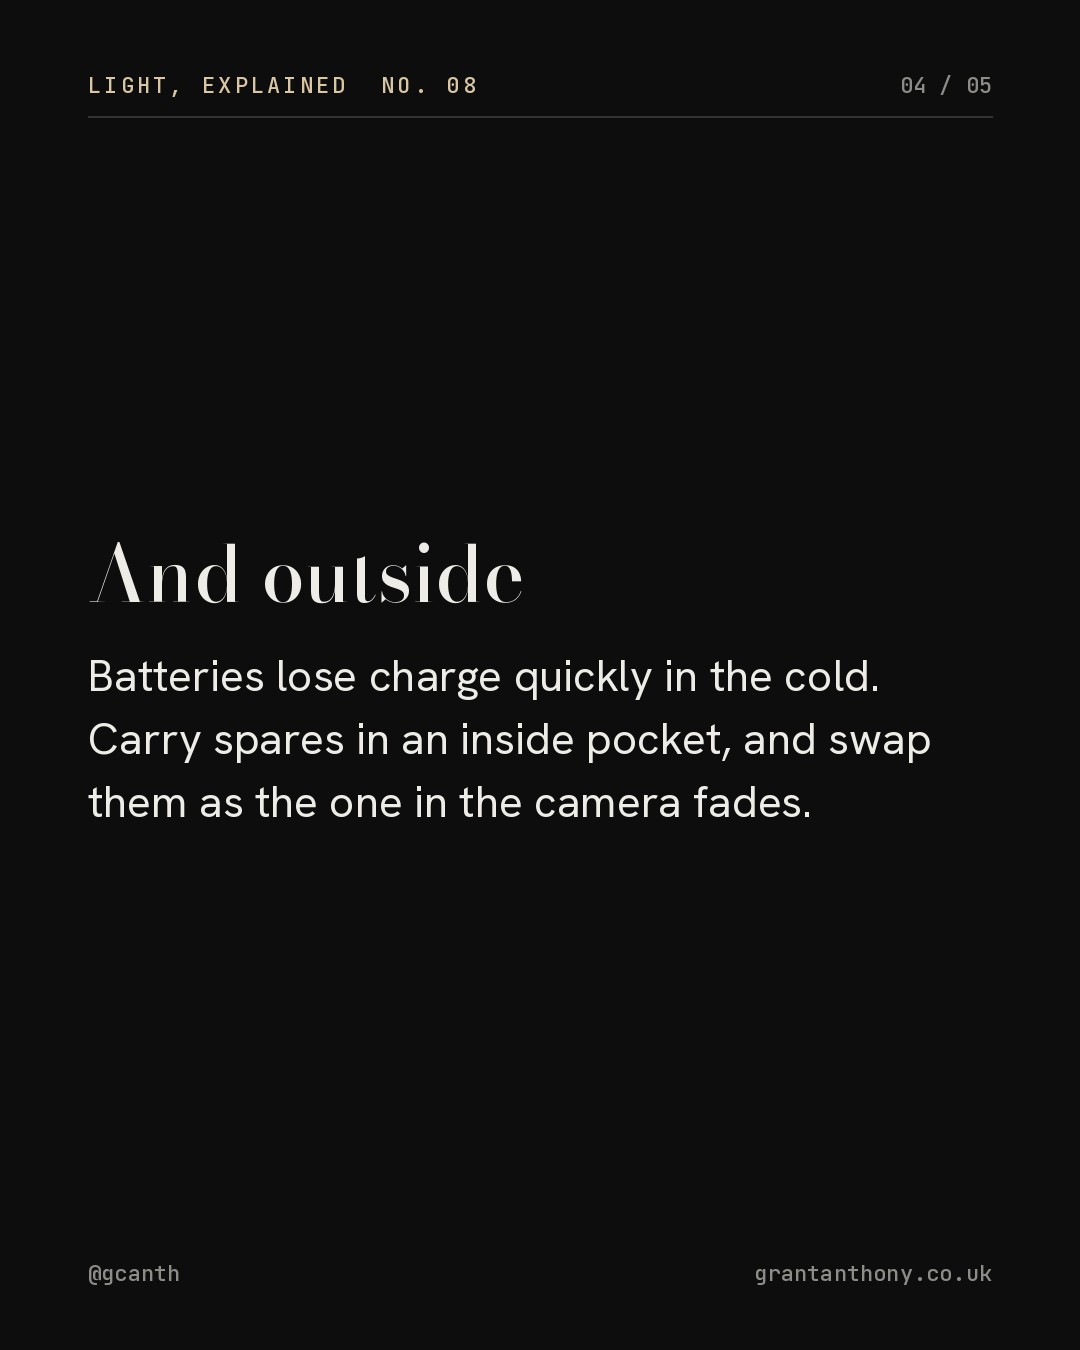 LIGHT, EXPLAINED NO. 08
04 / 05
And outside
Batteries lose charge quickly in the cold.
Carry spares in an inside pocket, and swap
them as the one in the camera fades.
@gcanth
grantanthony.co.uk